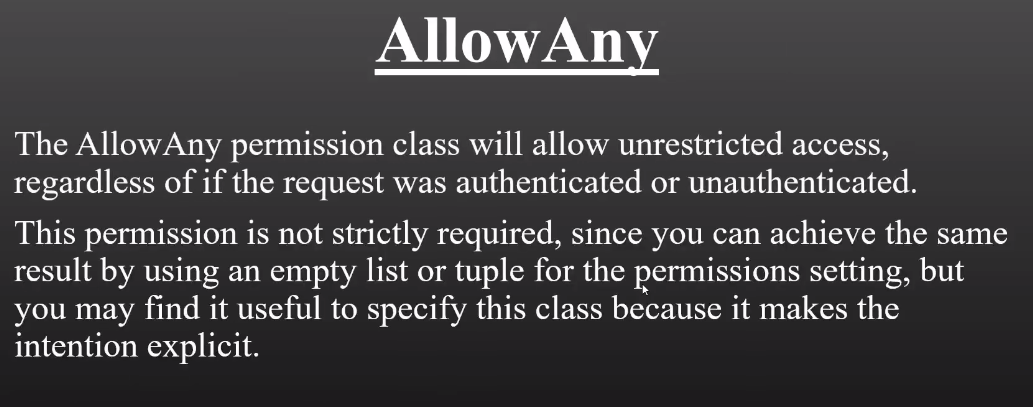 AllowAny
The AllowAny permission class will allow unrestricted access,
regardless of if the request was authenticated or unauthenticated.
This permission is not strictly required, since you can achieve the same
result by using an empty list or tuple for the permissions setting, but
you may find it useful to specify this class because it makes the
intention explicit.